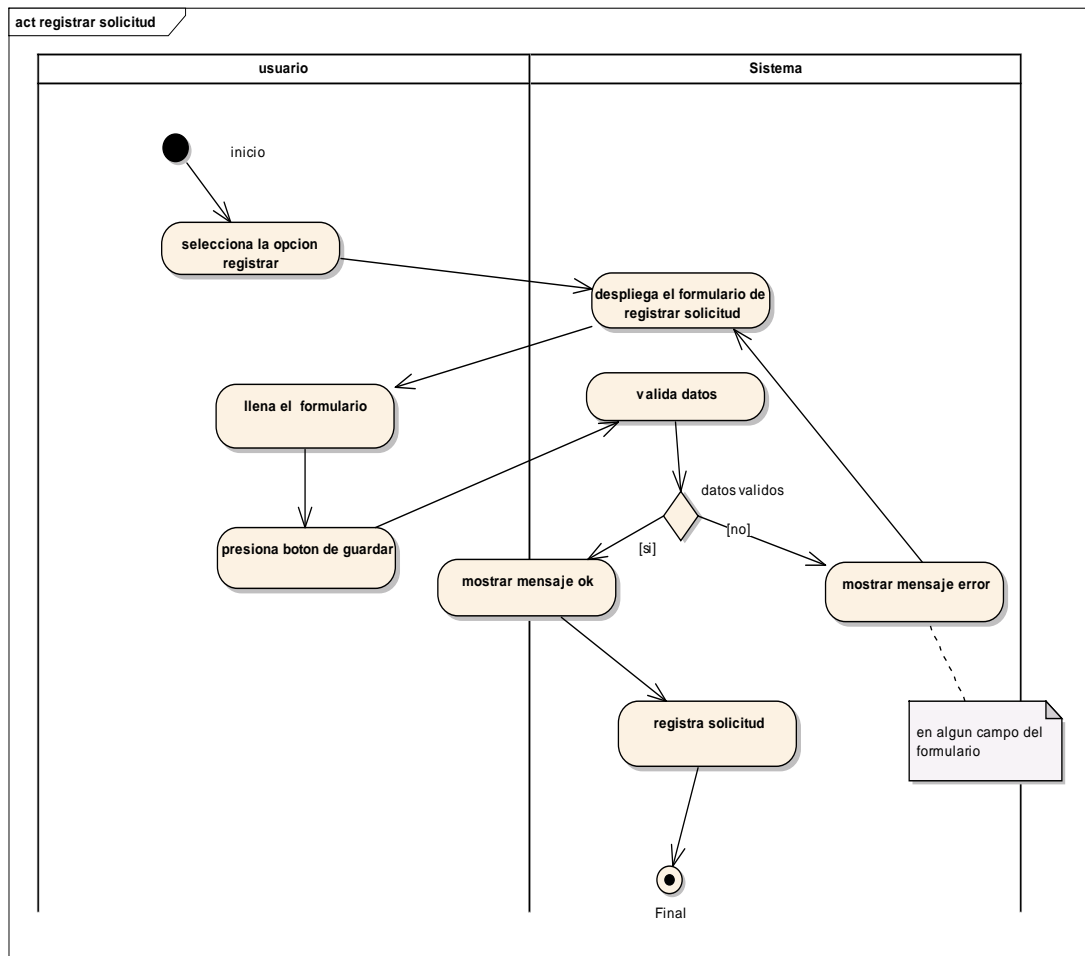 act registrar solicitud
usuario
Sistema
inicio
selecciona la opcion
registrar
despliega el formulario de
registrar solicitud
llena el formulario
valida datos
datos validos
presiona boton de guardar
[si]
[no]
mostrar mensaje ok
mostrar mensaje error
registra solicitud
en algun campo del
formulario
Final